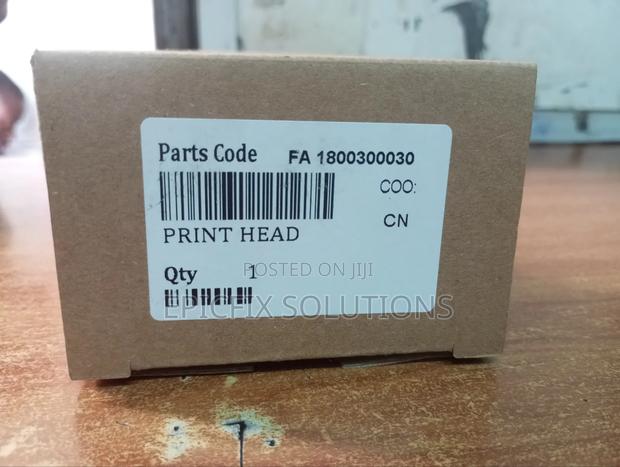 Parts Code FA 1800300030
COO:
CN
PRINT HEAD
Qty 1
POSTED ON JIJI
EPICFIX SOLUTIONS